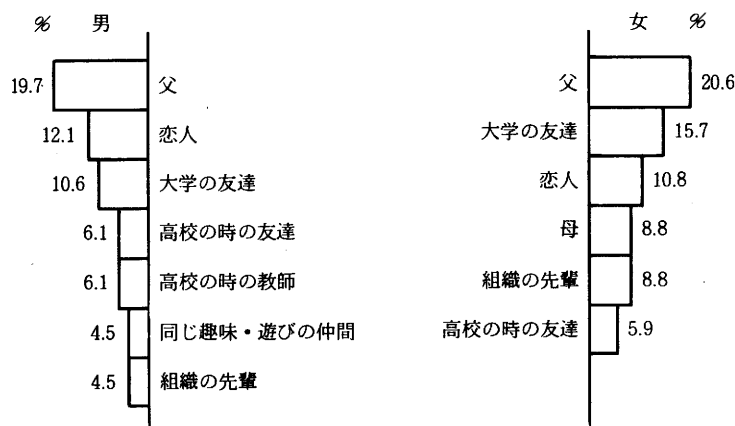 % 男
19.7 父
12.1 恋人
10.6 大学の友達
6.1 高校の時の友達
6.1 高校の時の教師
4.5 同じ趣味・遊びの仲間
4.5 組織の先輩
女 %
父 20.6
大学の友達 15.7
恋人 10.8
母 8.8
組織の先輩 8.8
高校の時の友達 5.9